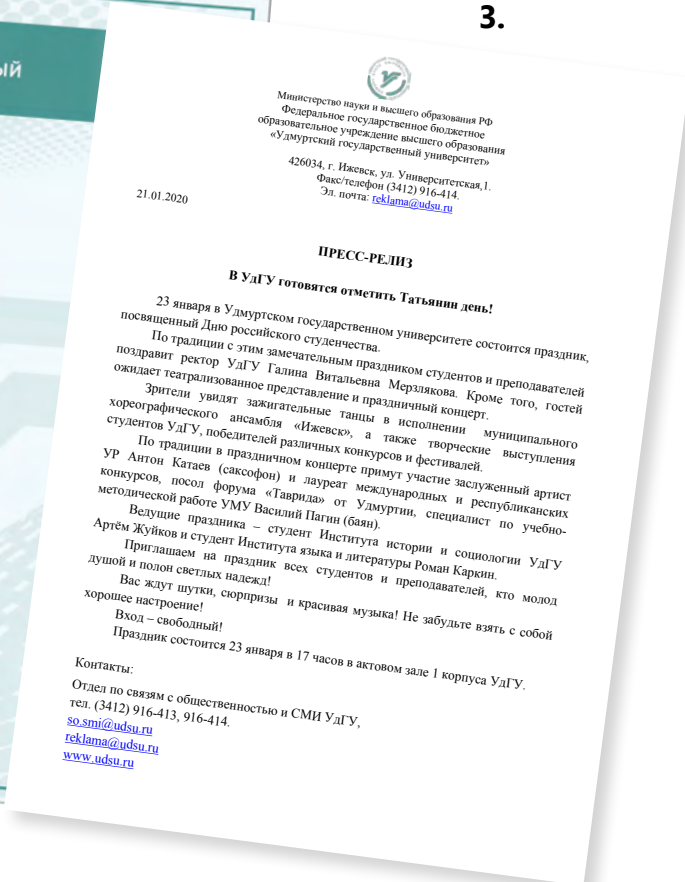 3.
ый
Министерство науки и высшего образования РФ
Федеральное государственное бюджетное
образовательное учреждение высшего образования
«Удмуртский государственный университет»
426034, г. Ижевск, ул. Университетская,1.
Факс/телефон (3412) 916-414.
Эл. почта: reklama@udsu.ru
21.01.2020
ПРЕСС-РЕЛИЗ
В УдГУ готовятся отметить Татьянин день!
23 января в Удмуртском государственном университете состоится праздник,
посвященный Дню российского студенчества.
По традиции с этим замечательным праздником студентов и преподавателей
поздравит ректор УдГУ Галина Витальевна Мерзлякова. Кроме того, гостей
ожидает театрализованное представление и праздничный концерт.
Зрители увидят зажигательные танцы в исполнении муниципального
хореографического ансамбля «Ижевск», а также творческие выступления
студентов УдГУ, победителей различных конкурсов и фестивалей.
По традиции в праздничном концерте примут участие заслуженный артист
УР Антон Катаев (саксофон) и лауреат международных и республиканских
конкурсов, посол форума «Таврида» от Удмуртии, специалист по учебно-
методической работе УМУ Василий Пагин (баян).
Ведущие праздника – студент Института истории и социологии УдГУ
Артём Жуйков и студент Института языка и литературы Роман Каркин.
Приглашаем на праздник всех студентов и преподавателей, кто молод
душой и полон светлых надежд!
Вас ждут шутки, сюрпризы и красивая музыка! Не забудьте взять с собой
хорошее настроение!
Вход – свободный!
Праздник состоится 23 января в 17 часов в актовом зале 1 корпуса УдГУ.
Контакты:
Отдел по связям с общественностью и СМИ УдГУ,
тел. (3412) 916-413, 916-414.
so.smi@udsu.ru
reklama@udsu.ru
www.udsu.ru